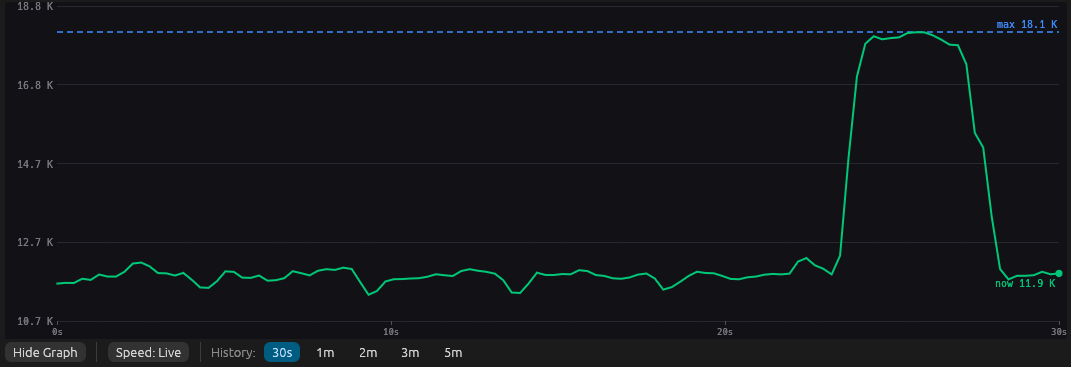 18.8 K
max 18.1 K
16.8 K
14.7 K
12.7 K
now 11.9 K
10.7 K
0s 10s 20s 30s
Hide Graph Speed: Live History: 30s 1m 2m 3m 5m